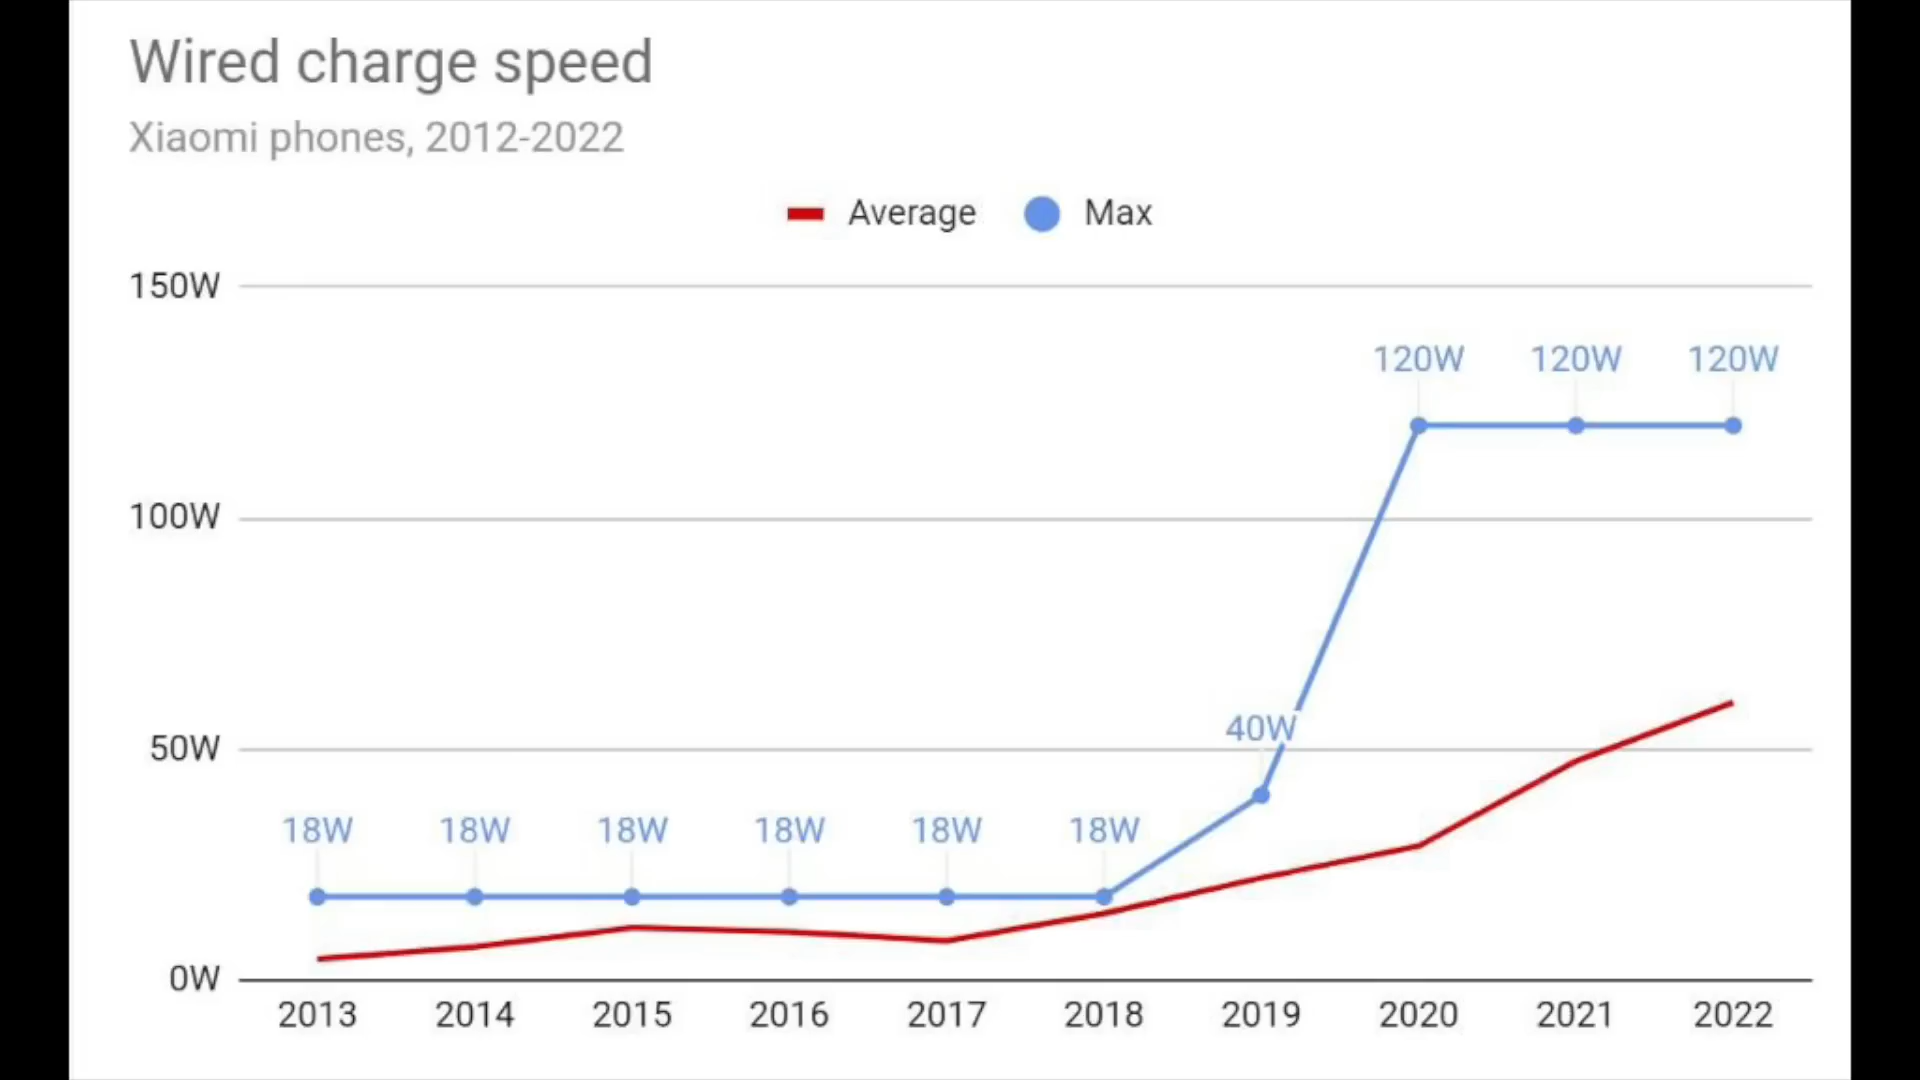 Wired charge speed
Xiaomi phones, 2012-2022
Average Max
150W
120W 120W 120W
100W
40W
50W
18W 18W 18W 18W 18W 18W
0W
2013 2014 2015 2016 2017 2018 2019 2020 2021 2022